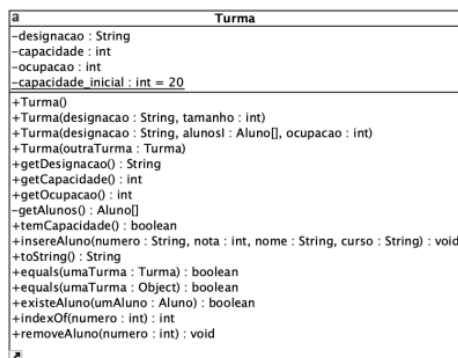 a
Turma
-designacao : String
-capacidade : int
-ocupacao : int
-capacidade_inicial : int = 20
+Turma()
+Turma(designacao : String, tamanho : int)
+Turma(designacao : String, alunosI : Aluno[], ocupacao : int)
+Turma(outraTurma : Turma)
+getDesignacao() : String
+getCapacidade() : int
+getOcupacao() : int
-getAlunos() : Aluno[]
+temCapacidade() : boolean
+insereAluno(numero : String, nota : int, nome : String, curso : String) : void
+toString() : String
+equals(umaTurma : Turma) : boolean
+equals(umaTurma : Object) : boolean
+existeAluno(umAluno : Aluno) : boolean
+indexOf(numero : int) : int
+removeAluno(numero : int) : void